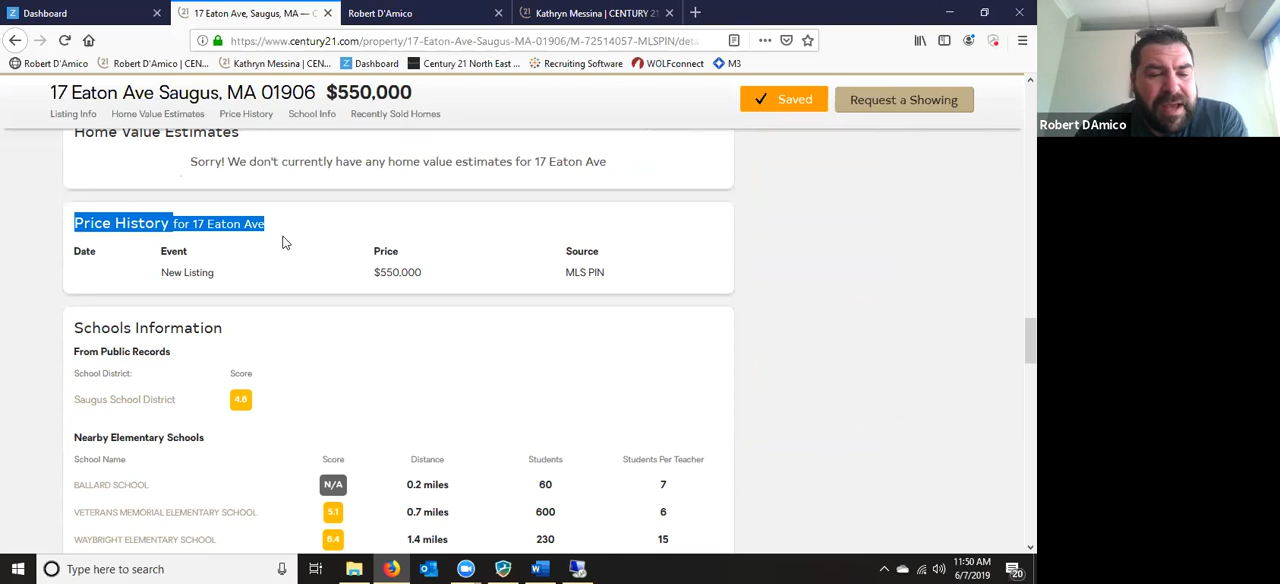 Dashboard
17 Eaton Ave, Saugus, MA — C
Robert D'Amico
Kathryn Messina | CENTURY 21
https://www.century21.com/property/17-Eaton-Ave-Saugus-MA-01906/M-72514057-MLSPIN/deta
Robert D'Amico
Robert D'Amico | CEN...
Kathryn Messina | CEN...
Dashboard
Century 21 North East ...
Recruiting Software
WOLFconnect
M3
17 Eaton Ave Saugus, MA 01906 $550,000
Saved
Request a Showing
Listing Info
Home Value Estimates
Price History
School Info
Recently Sold Homes
Robert DAmico
Home Value Estimates
Sorry! We don't currently have any home value estimates for 17 Eaton Ave
Price History for 17 Eaton Ave
Date Event Price Source
New Listing $550,000 MLS PIN
Schools Information
From Public Records
School District: Score
Saugus School District 4.6
Nearby Elementary Schools
School Name Score Distance Students Students Per Teacher
BALLARD SCHOOL N/A 0.2 miles 60 7
VETERANS MEMORIAL ELEMENTARY SCHOOL 5.1 0.7 miles 600 6
WAYBRIGHT ELEMENTARY SCHOOL 6.4 1.4 miles 230 15
Type here to search
11:50 AM
6/7/2019
20